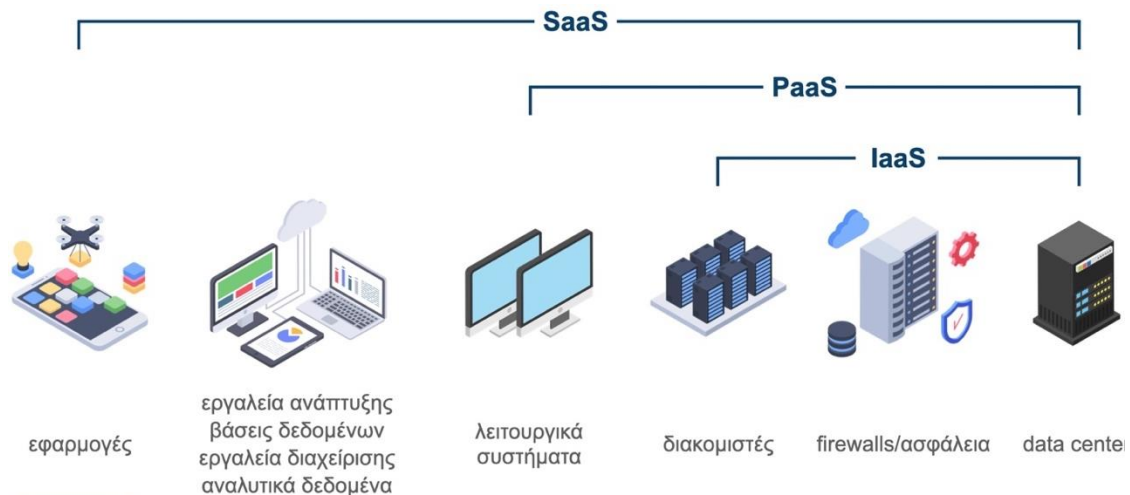 SaaS
PaaS
IaaS
εφαρμογές
εργαλεία ανάπτυξης
βάσεις δεδομένων
εργαλεία διαχείρισης
αναλυτικά δεδομένα
λειτουργικά
συστήματα
διακομιστές
firewalls/ασφάλεια
data center